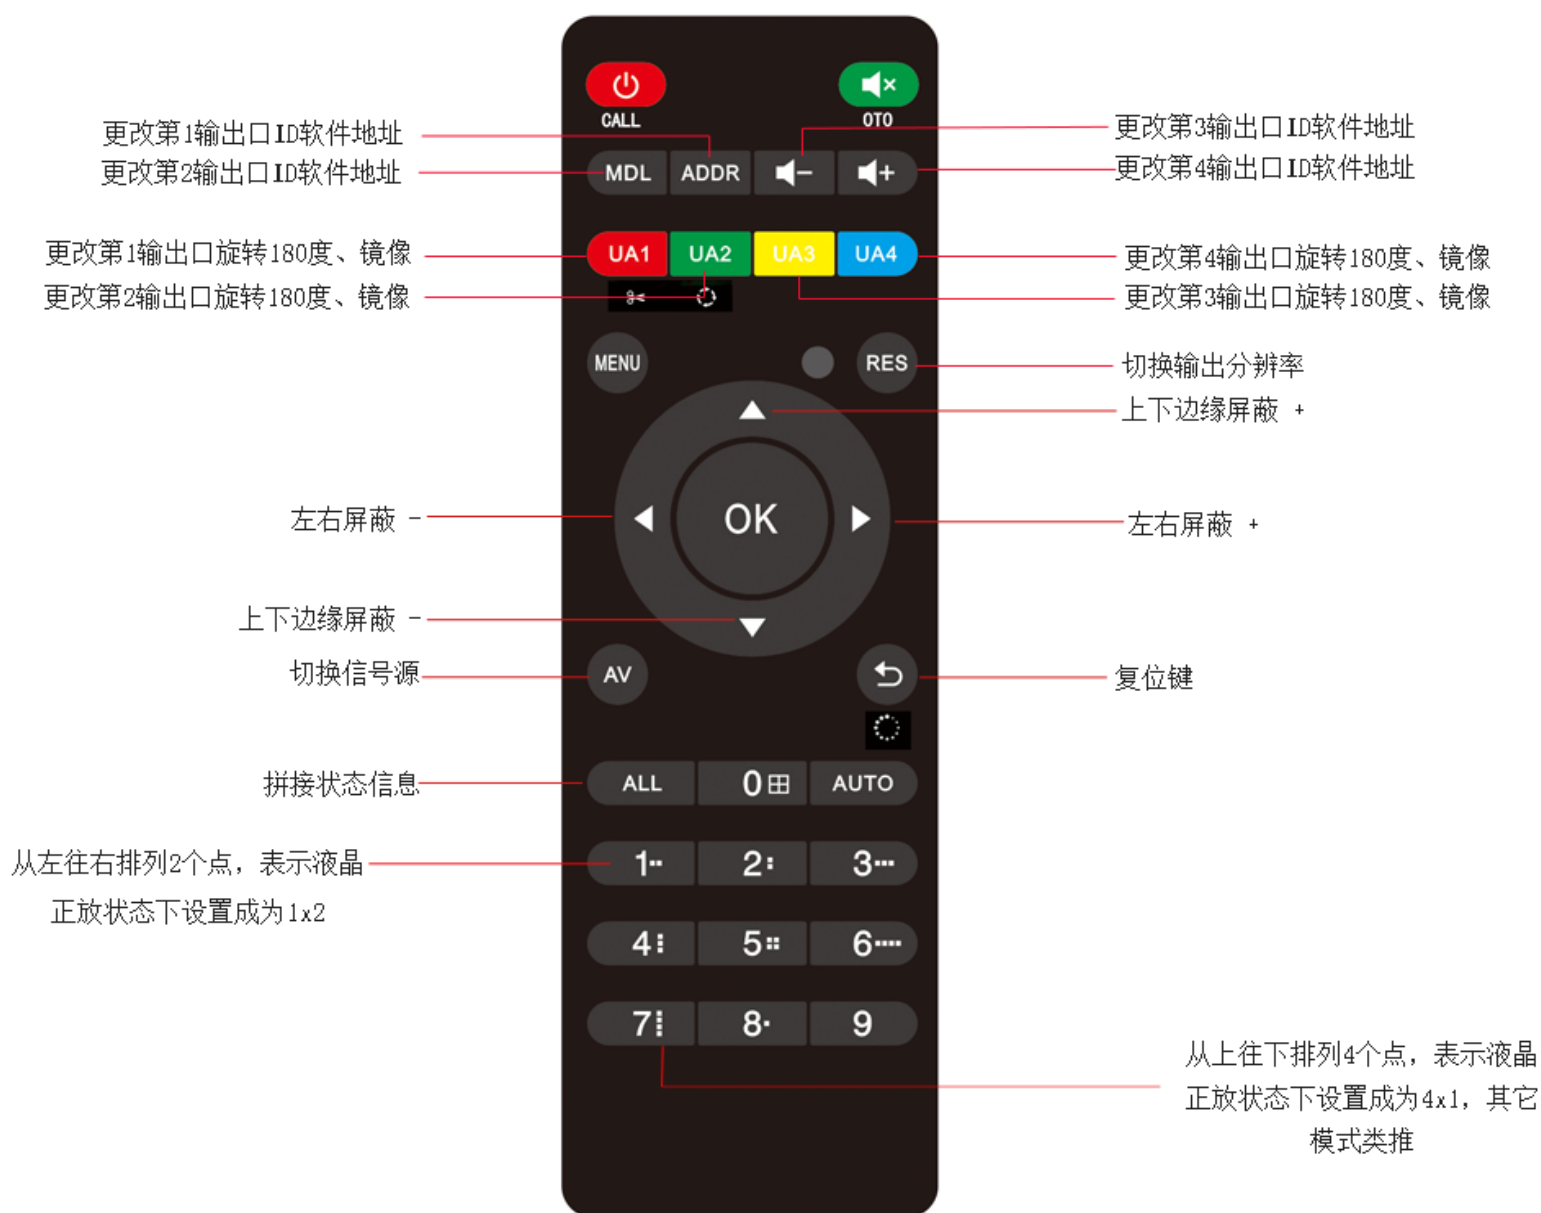 CALL
OTO
更改第1输出口ID软件地址
更改第3输出口ID软件地址
更改第2输出口ID软件地址
更改第4输出口ID软件地址
MDL
ADDR
更改第1输出口旋转180度、镜像
UA1
UA2
UA3
UA4
更改第4输出口旋转180度、镜像
更改第2输出口旋转180度、镜像
更改第3输出口旋转180度、镜像
MENU
RES
切换输出分辨率
上下边缘屏蔽 +
左右屏蔽 -
OK
左右屏蔽 +
上下边缘屏蔽 -
切换信号源
AV
复位键
拼接状态信息
ALL
0
AUTO
从左往右排列2个点，表示液晶
正放状态下设置成为1x2
1
2
3
4
5
6
7
8
9
从上往下排列4个点，表示液晶
正放状态下设置成为4x1，其它
模式类推